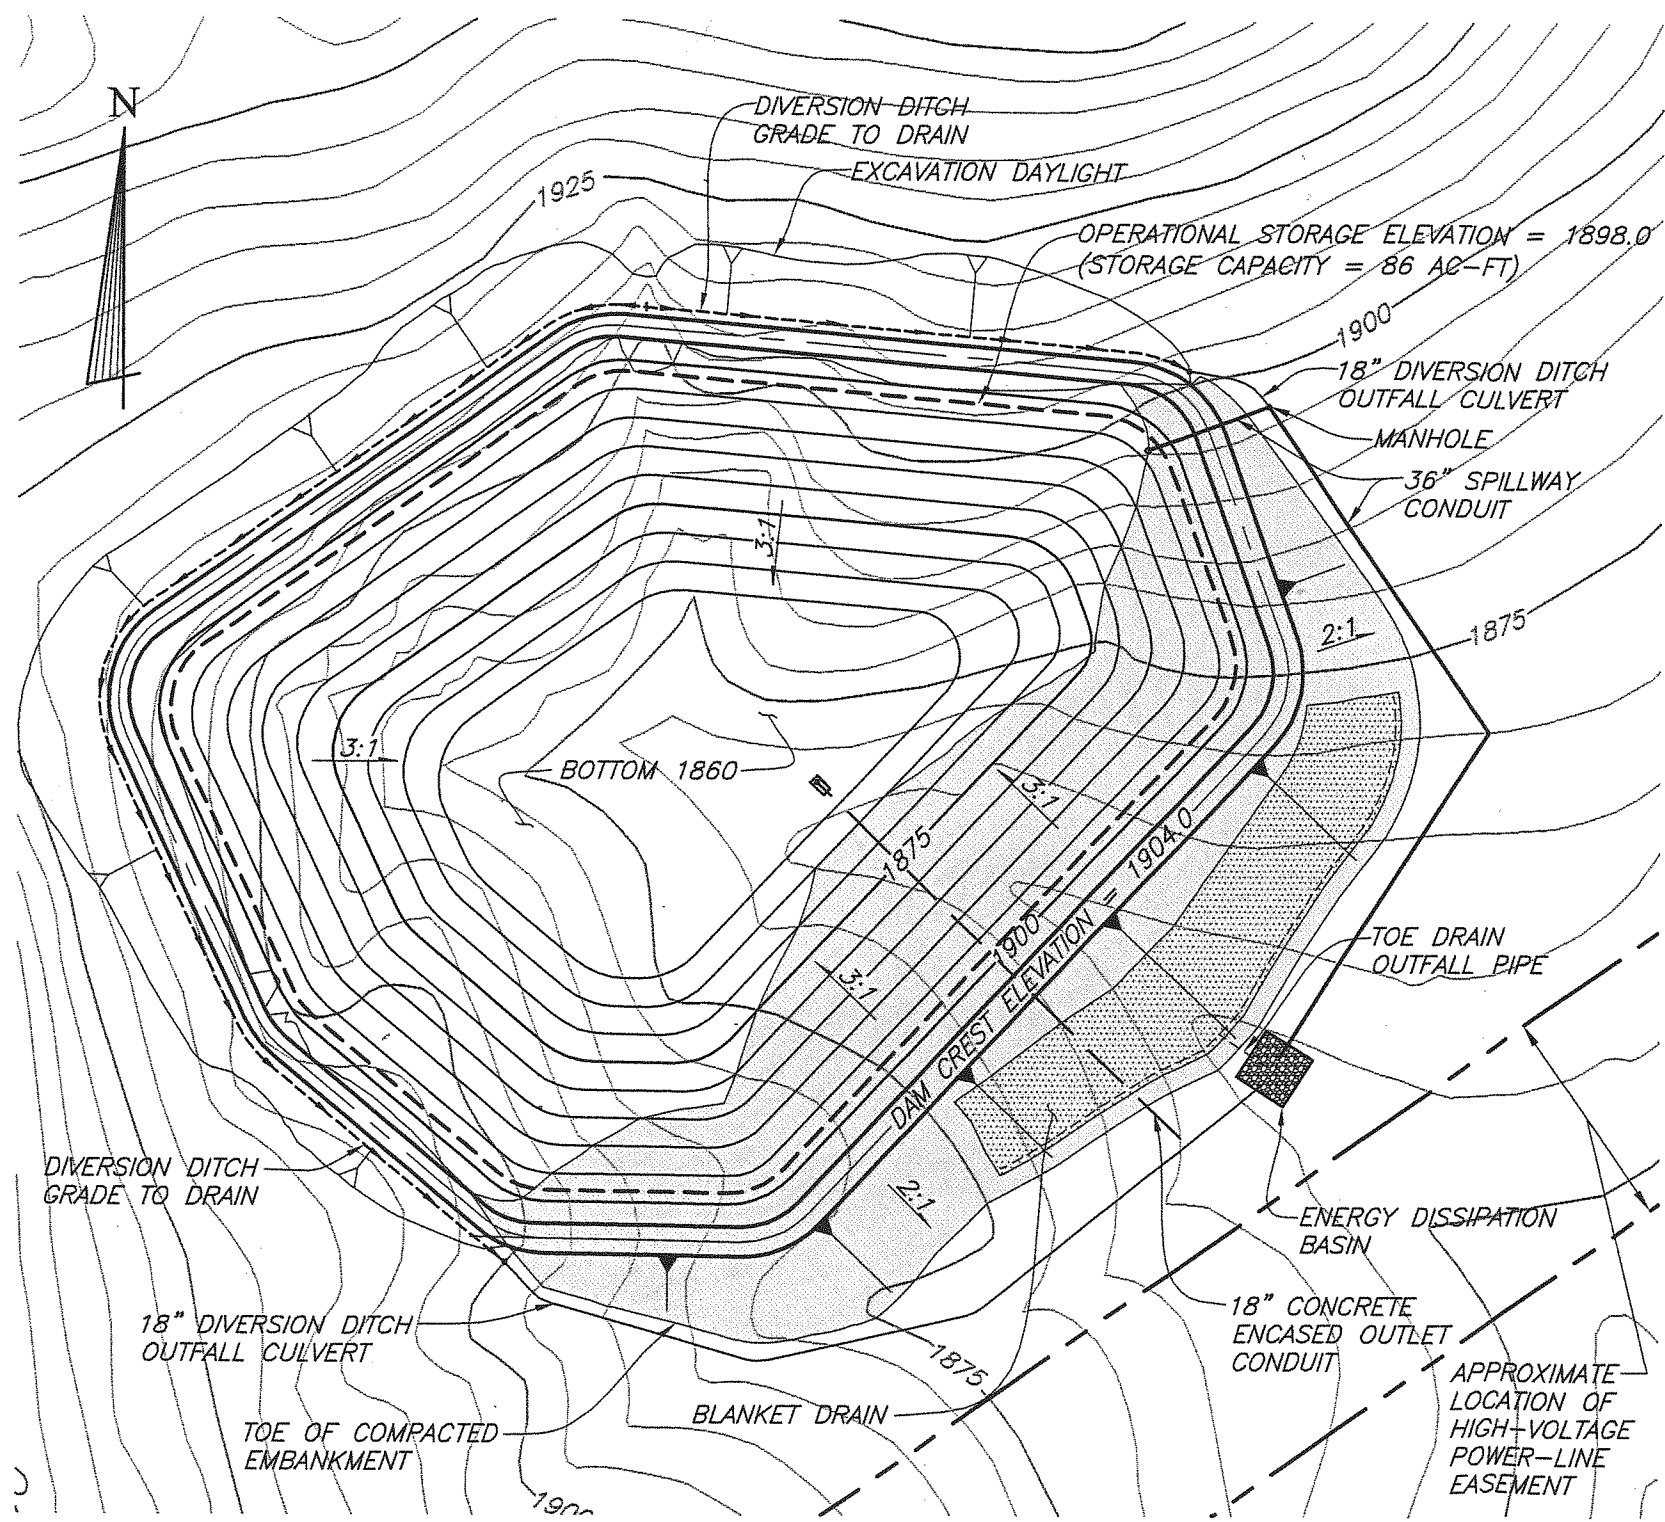 N
DIVERSION DITCH
GRADE TO DRAIN
EXCAVATION DAYLIGHT
1925
OPERATIONAL STORAGE ELEVATION = 1898.0
(STORAGE CAPACITY = 86 AC-FT)
1900
18" DIVERSION DITCH
OUTFALL CULVERT
MANHOLE
36" SPILLWAY
CONDUIT
3:1
1875
2:1
3:1
BOTTOM 1860
3:1
1875
DAM CREST ELEVATION = 1904.0
1900
3:1
TOE DRAIN
OUTFALL PIPE
DIVERSION DITCH
GRADE TO DRAIN
2:1
ENERGY DISSIPATION
BASIN
18" DIVERSION DITCH
OUTFALL CULVERT
18" CONCRETE
ENCASED OUTLET
CONDUIT
1875
APPROXIMATE
LOCATION OF
HIGH-VOLTAGE
POWER-LINE
EASEMENT
BLANKET DRAIN
TOE OF COMPACTED
EMBANKMENT